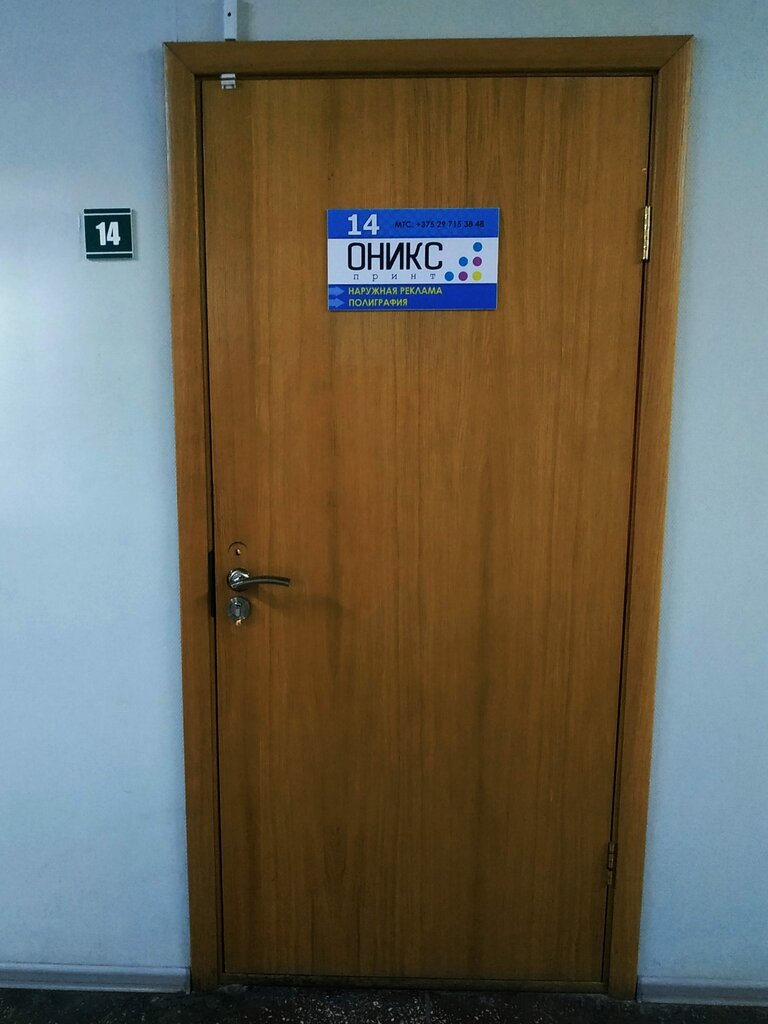 14
14 МТС: +375 29 715 38 48
ОНИКС
принт
НАРУЖНАЯ РЕКЛАМА
ПОЛИГРАФИЯ